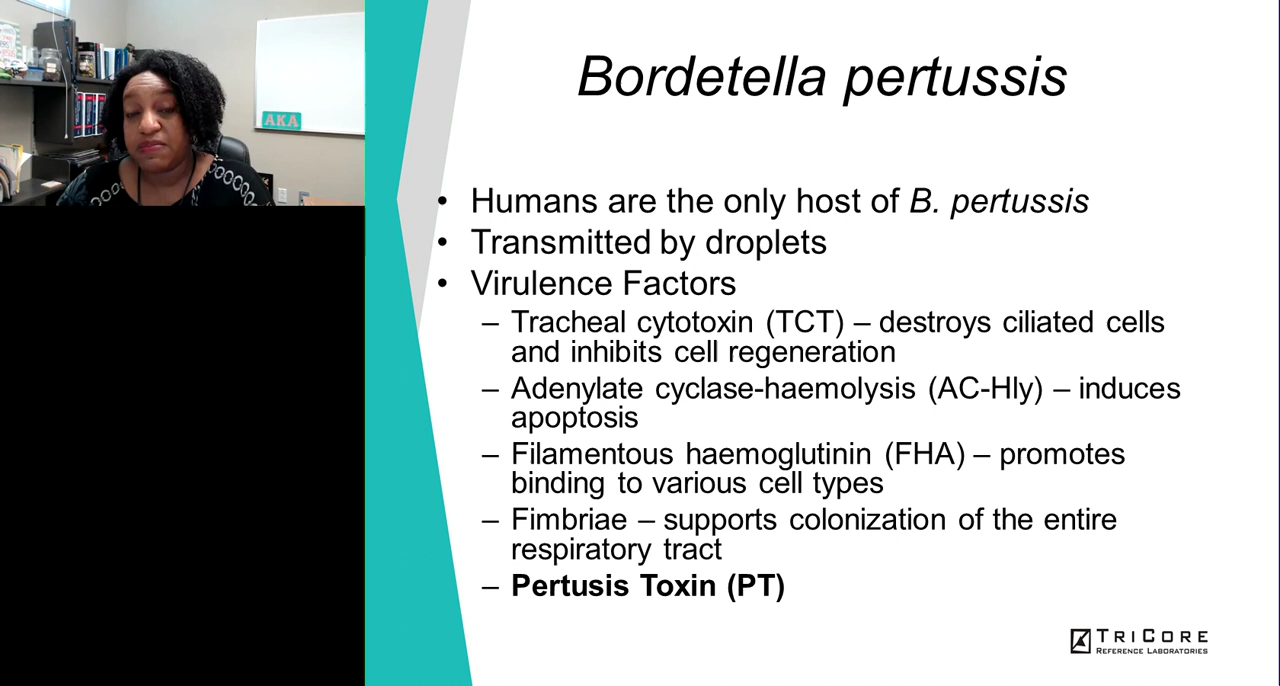 AKA
Bordetella pertussis
• Humans are the only host of B. pertussis
• Transmitted by droplets
• Virulence Factors
– Tracheal cytotoxin (TCT) – destroys ciliated cells
and inhibits cell regeneration
– Adenylate cyclase-haemolysis (AC-Hly) – induces
apoptosis
– Filamentous haemoglutinin (FHA) – promotes
binding to various cell types
– Fimbriae – supports colonization of the entire
respiratory tract
– Pertusis Toxin (PT)
TRICORE
REFERENCE LABORATORIES